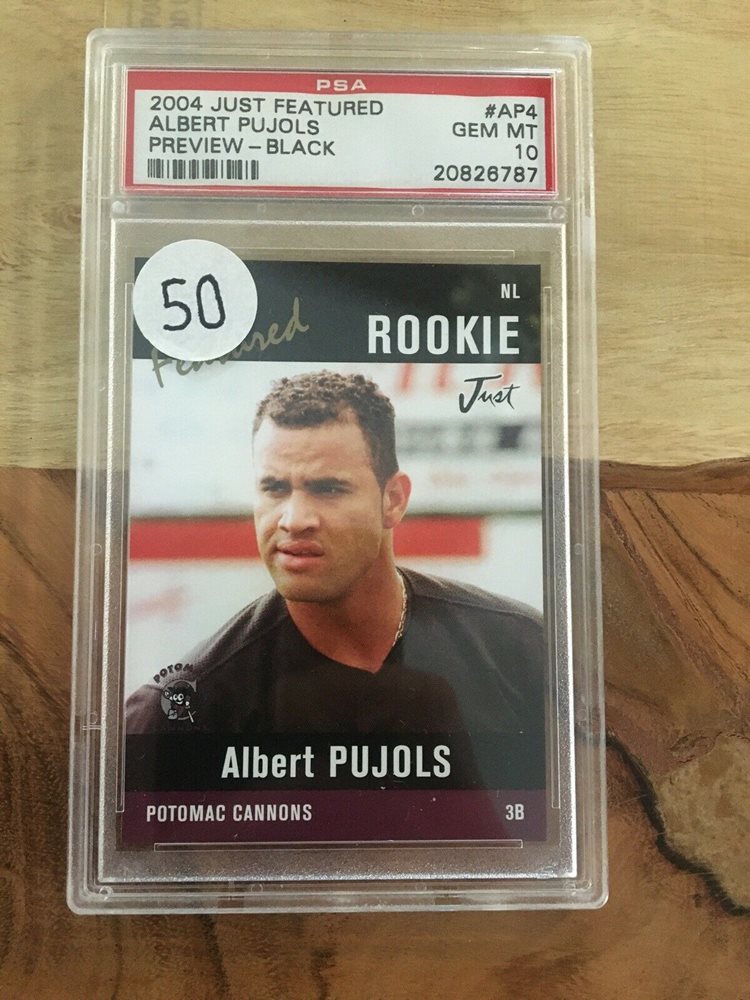 PSA
2004 JUST FEATURED #AP4
ALBERT PUJOLS GEM MT
PREVIEW - BLACK 10
20826787
50
Featured
NL
ROOKIE
Just
POTOM
Albert PUJOLS
POTOMAC CANNONS 3B